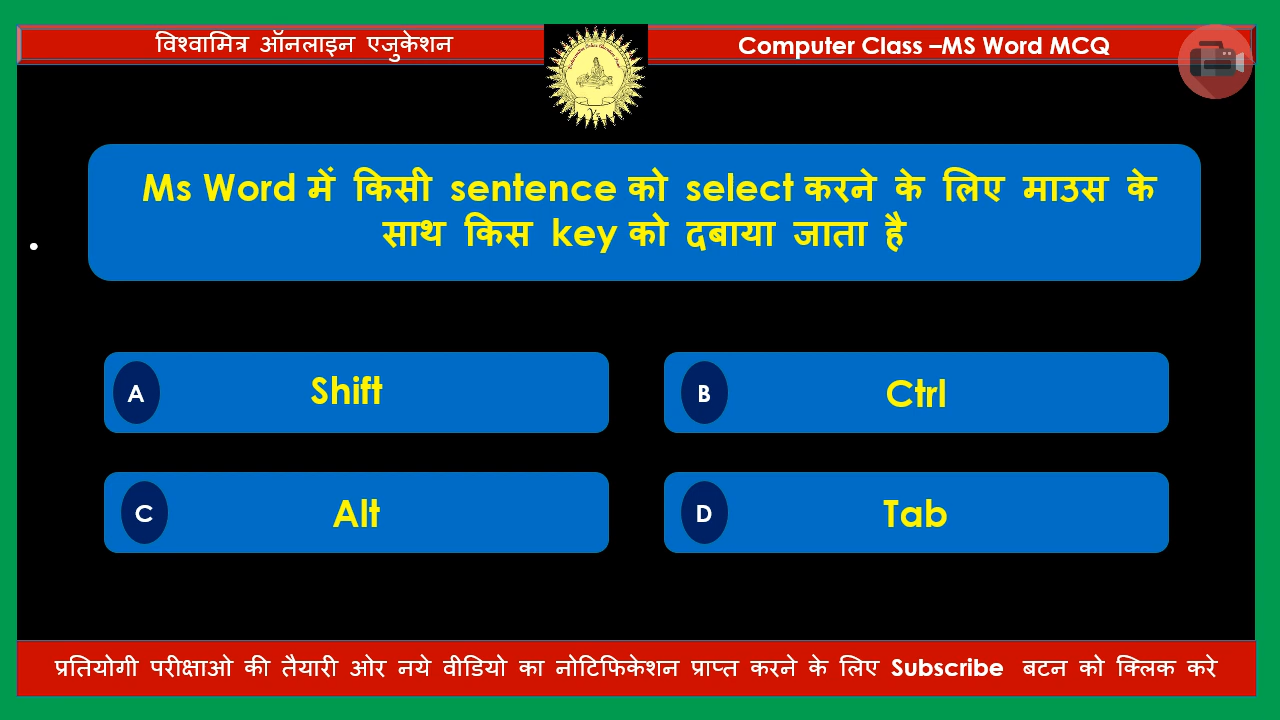 विश्वामित्र ऑनलाइन एजुकेशन
Computer Class –MS Word MCQ
Ms Word में किसी sentence को select करने के लिए माउस के
साथ किस key को दबाया जाता है
A Shift
B Ctrl
C Alt
D Tab
प्रतियोगी परीक्षाओ की तैयारी ओर नये वीडियो का नोटिफिकेशन प्राप्त करने के लिए Subscribe बटन को क्लिक करे